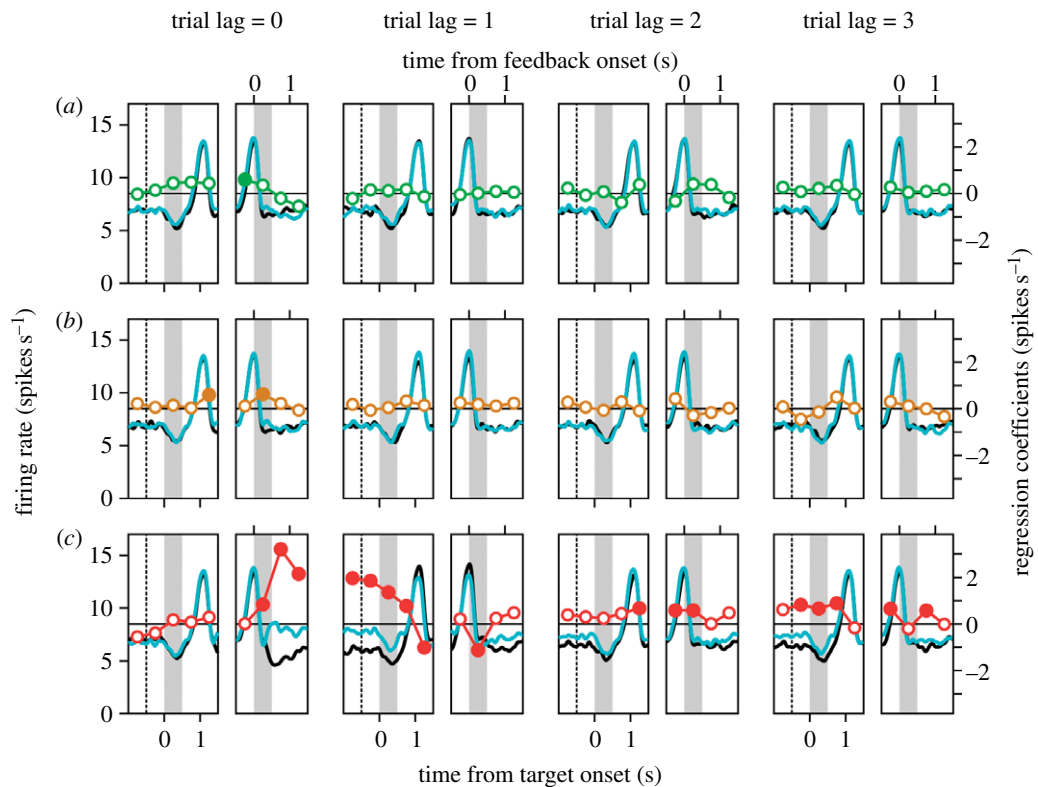 trial lag = 0 trial lag = 1 trial lag = 2 trial lag = 3
time from feedback onset (s)
0 1 0 1 0 1 0 1
(a)
15
10
5
0
2
0
−2
(b)
15
10
5
0
2
0
−2
(c)
15
10
5
0
2
0
−2
firing rate (spikes s⁻¹)
regression coefficients (spikes s⁻¹)
0 1 0 1 0 1 0 1
time from target onset (s)